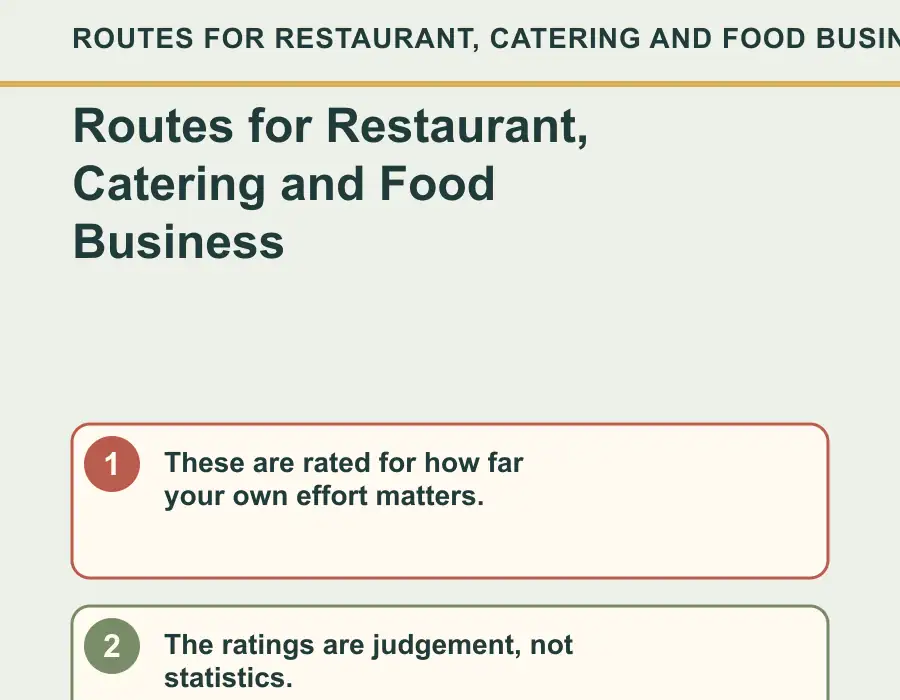 ROUTES FOR RESTAURANT, CATERING AND FOOD
Routes for Restaurant,
Catering and Food
Business
1
These are rated for how far
your own effort matters.
2
The ratings are judgement, not
statistics.